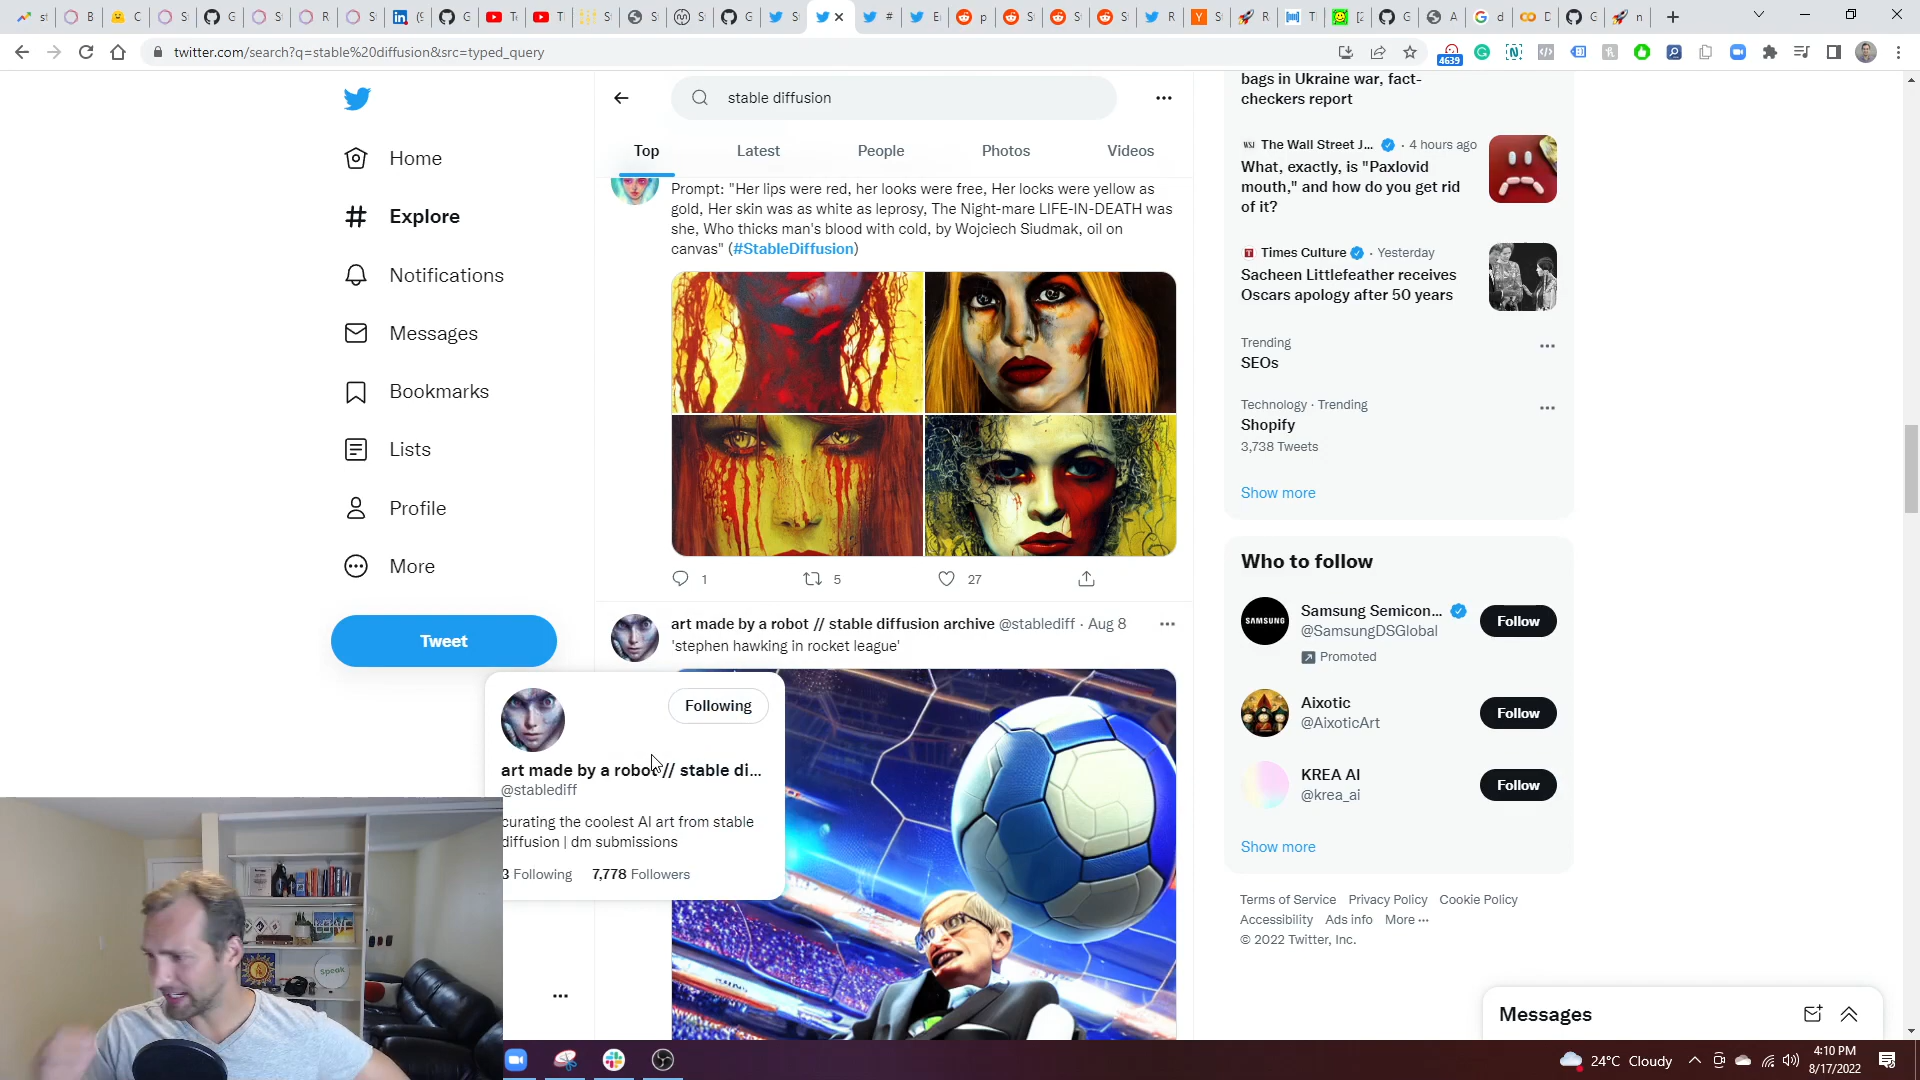 twitter.com/search?q=stable%20diffusion&src=typed_query
4639
Home
Explore
Notifications
Messages
Bookmarks
Lists
Profile
More
Tweet
stable diffusion
Top
Latest
People
Photos
Videos
Prompt: "Her lips were red, her looks were free, Her locks were yellow as
gold, Her skin was as white as leprosy, The Night-mare LIFE-IN-DEATH was
she, Who thicks man's blood with cold, by Wojciech Siudmak, oil on
canvas" (#StableDiffusion)
1
5
27
art made by a robot // stable diffusion archive @stablediff · Aug 8
'stephen hawking in rocket league'
Following
art made by a robot // stable di...
@stablediff
curating the coolest AI art from stable
diffusion | dm submissions
3 Following 7,778 Followers
bags in Ukraine war, fact-
checkers report
The Wall Street J... · 4 hours ago
What, exactly, is "Paxlovid
mouth," and how do you get rid
of it?
Times Culture · Yesterday
Sacheen Littlefeather receives
Oscars apology after 50 years
Trending
SEOs
Technology · Trending
Shopify
3,738 Tweets
Show more
Who to follow
SAMSUNG
Samsung Semicon...
@SamsungDSGlobal
Promoted
Follow
Aixotic
@AixoticArt
Follow
KREA AI
@krea_ai
Follow
Show more
Terms of Service Privacy Policy Cookie Policy
Accessibility Ads info More ···
© 2022 Twitter, Inc.
Messages
Speak
24°C Cloudy
4:10 PM
8/17/2022